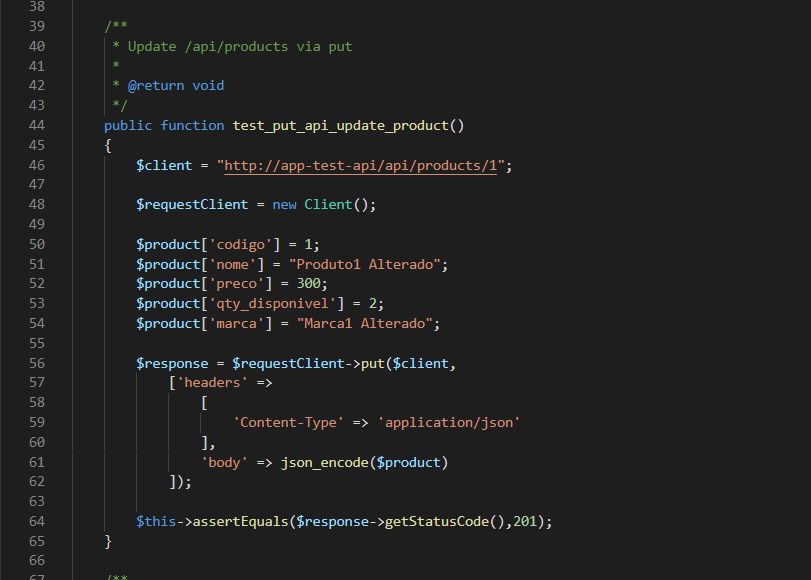 38
39 /**
40 * Update /api/products via put
41 *
42 * @return void
43 */
44 public function test_put_api_update_product()
45 {
46 $client = "http://app-test-api/api/products/1";
47
48 $requestClient = new Client();
49
50 $product['codigo'] = 1;
51 $product['nome'] = "Produto1 Alterado";
52 $product['preco'] = 300;
53 $product['qty_disponivel'] = 2;
54 $product['marca'] = "Marca1 Alterado";
55
56 $response = $requestClient->put($client,
57 ['headers' =>
58 [
59 'Content-Type' => 'application/json'
60 ],
61 'body' => json_encode($product)
62 ]);
63
64 $this->assertEquals($response->getStatusCode(),201);
65 }
66
67 /**